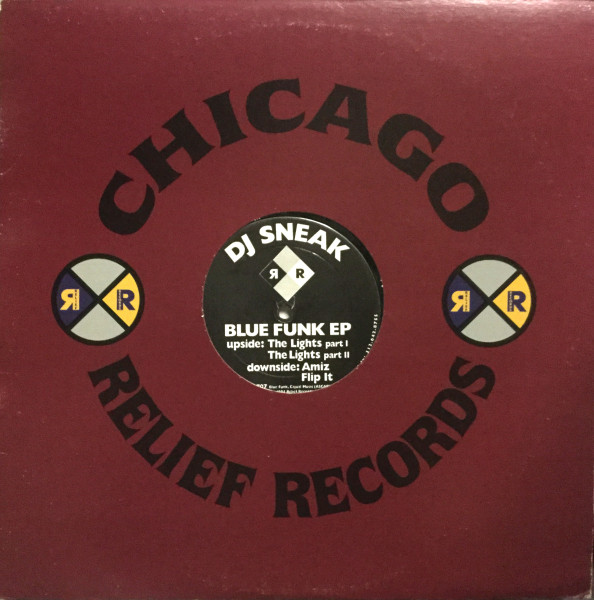 CHICAGO
DJ SNEAK
R R
BLUE FUNK EP
upside: The Lights part I
The Lights part II
downside: Amiz
Flip It
R R
R R
RELIEF RECORDS